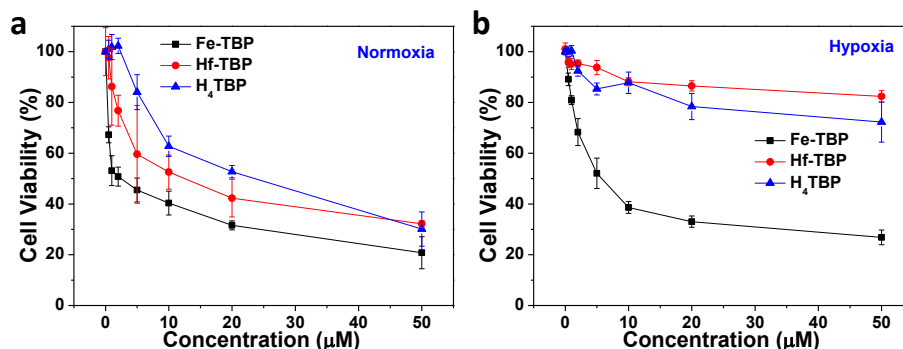 a
Normoxia
Fe-TBP
Hf-TBP
H₄TBP
Cell Viability (%)
100
80
60
40
20
0
0 10 20 30 40 50
Concentration (μM)
b
Hypoxia
Fe-TBP
Hf-TBP
H₄TBP
Cell Viability (%)
100
80
60
40
20
0
0 10 20 30 40 50
Concentration (μM)